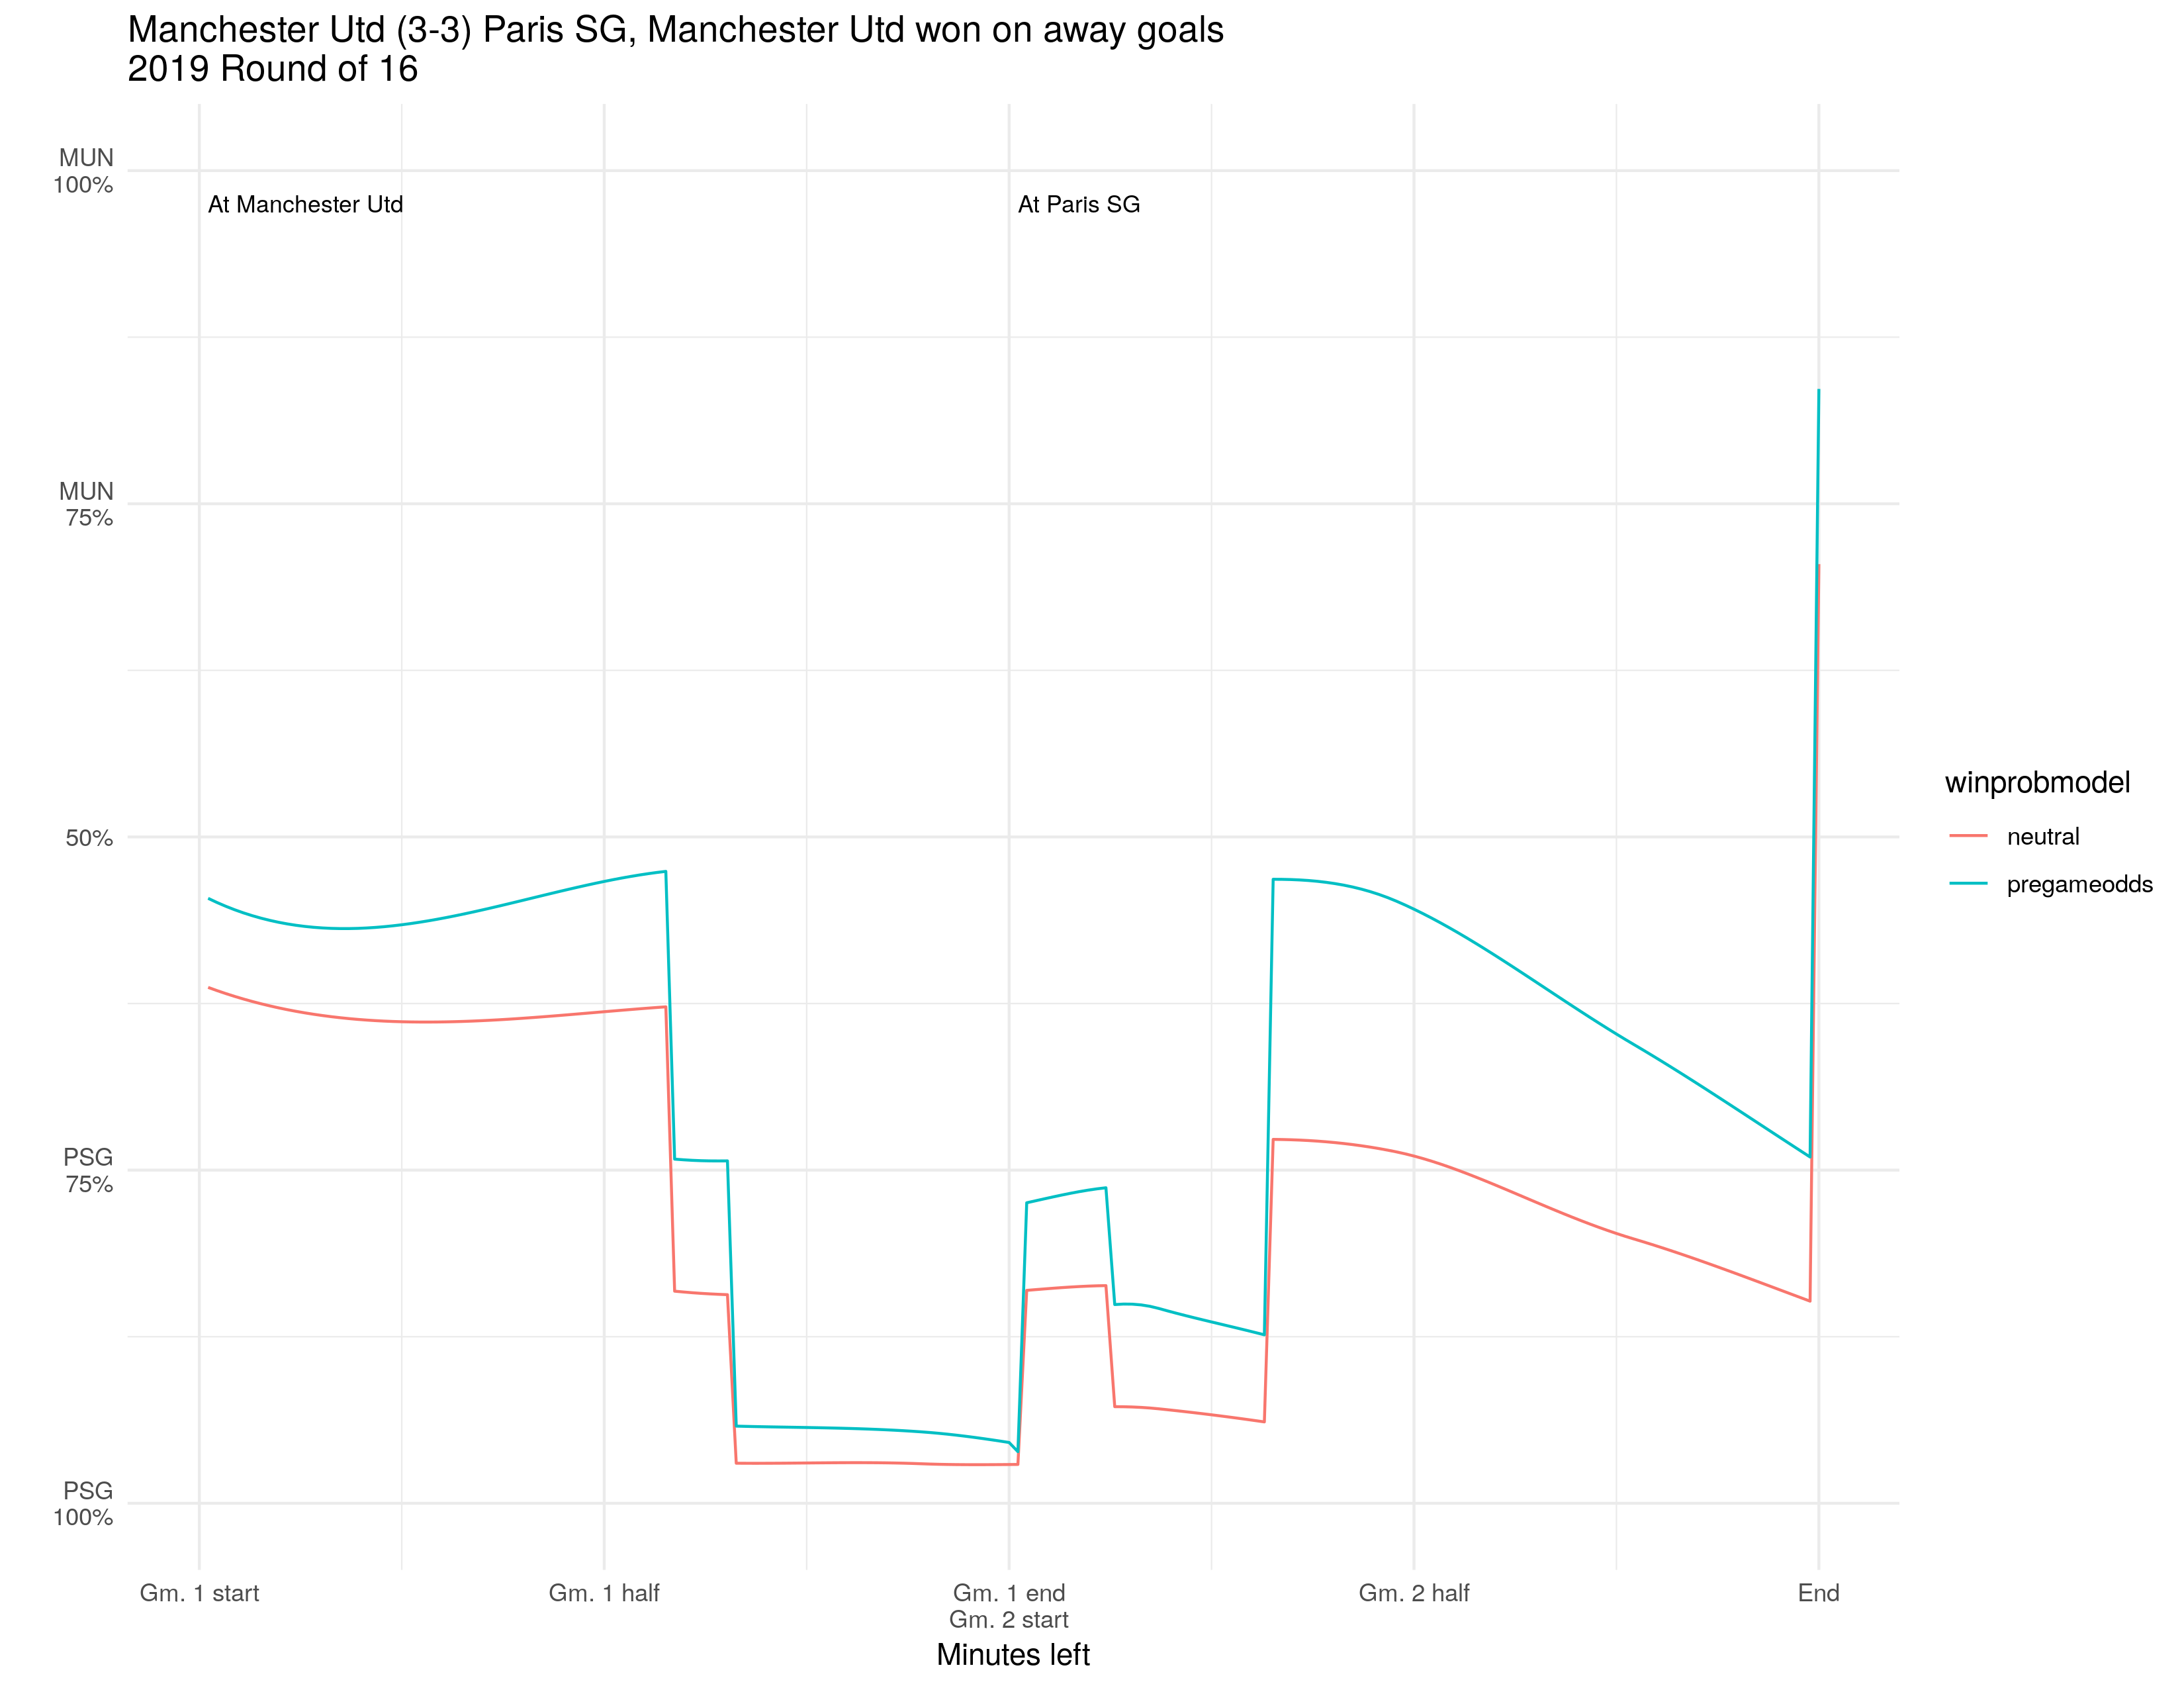 Manchester Utd (3-3) Paris SG, Manchester Utd won on away goals
2019 Round of 16
MUN
100%
At Manchester Utd
At Paris SG
MUN
75%
50%
PSG
75%
PSG
100%
winprobmodel
neutral
pregameodds
Gm. 1 start
Gm. 1 half
Gm. 1 end
Gm. 2 start
Gm. 2 half
End
Minutes left